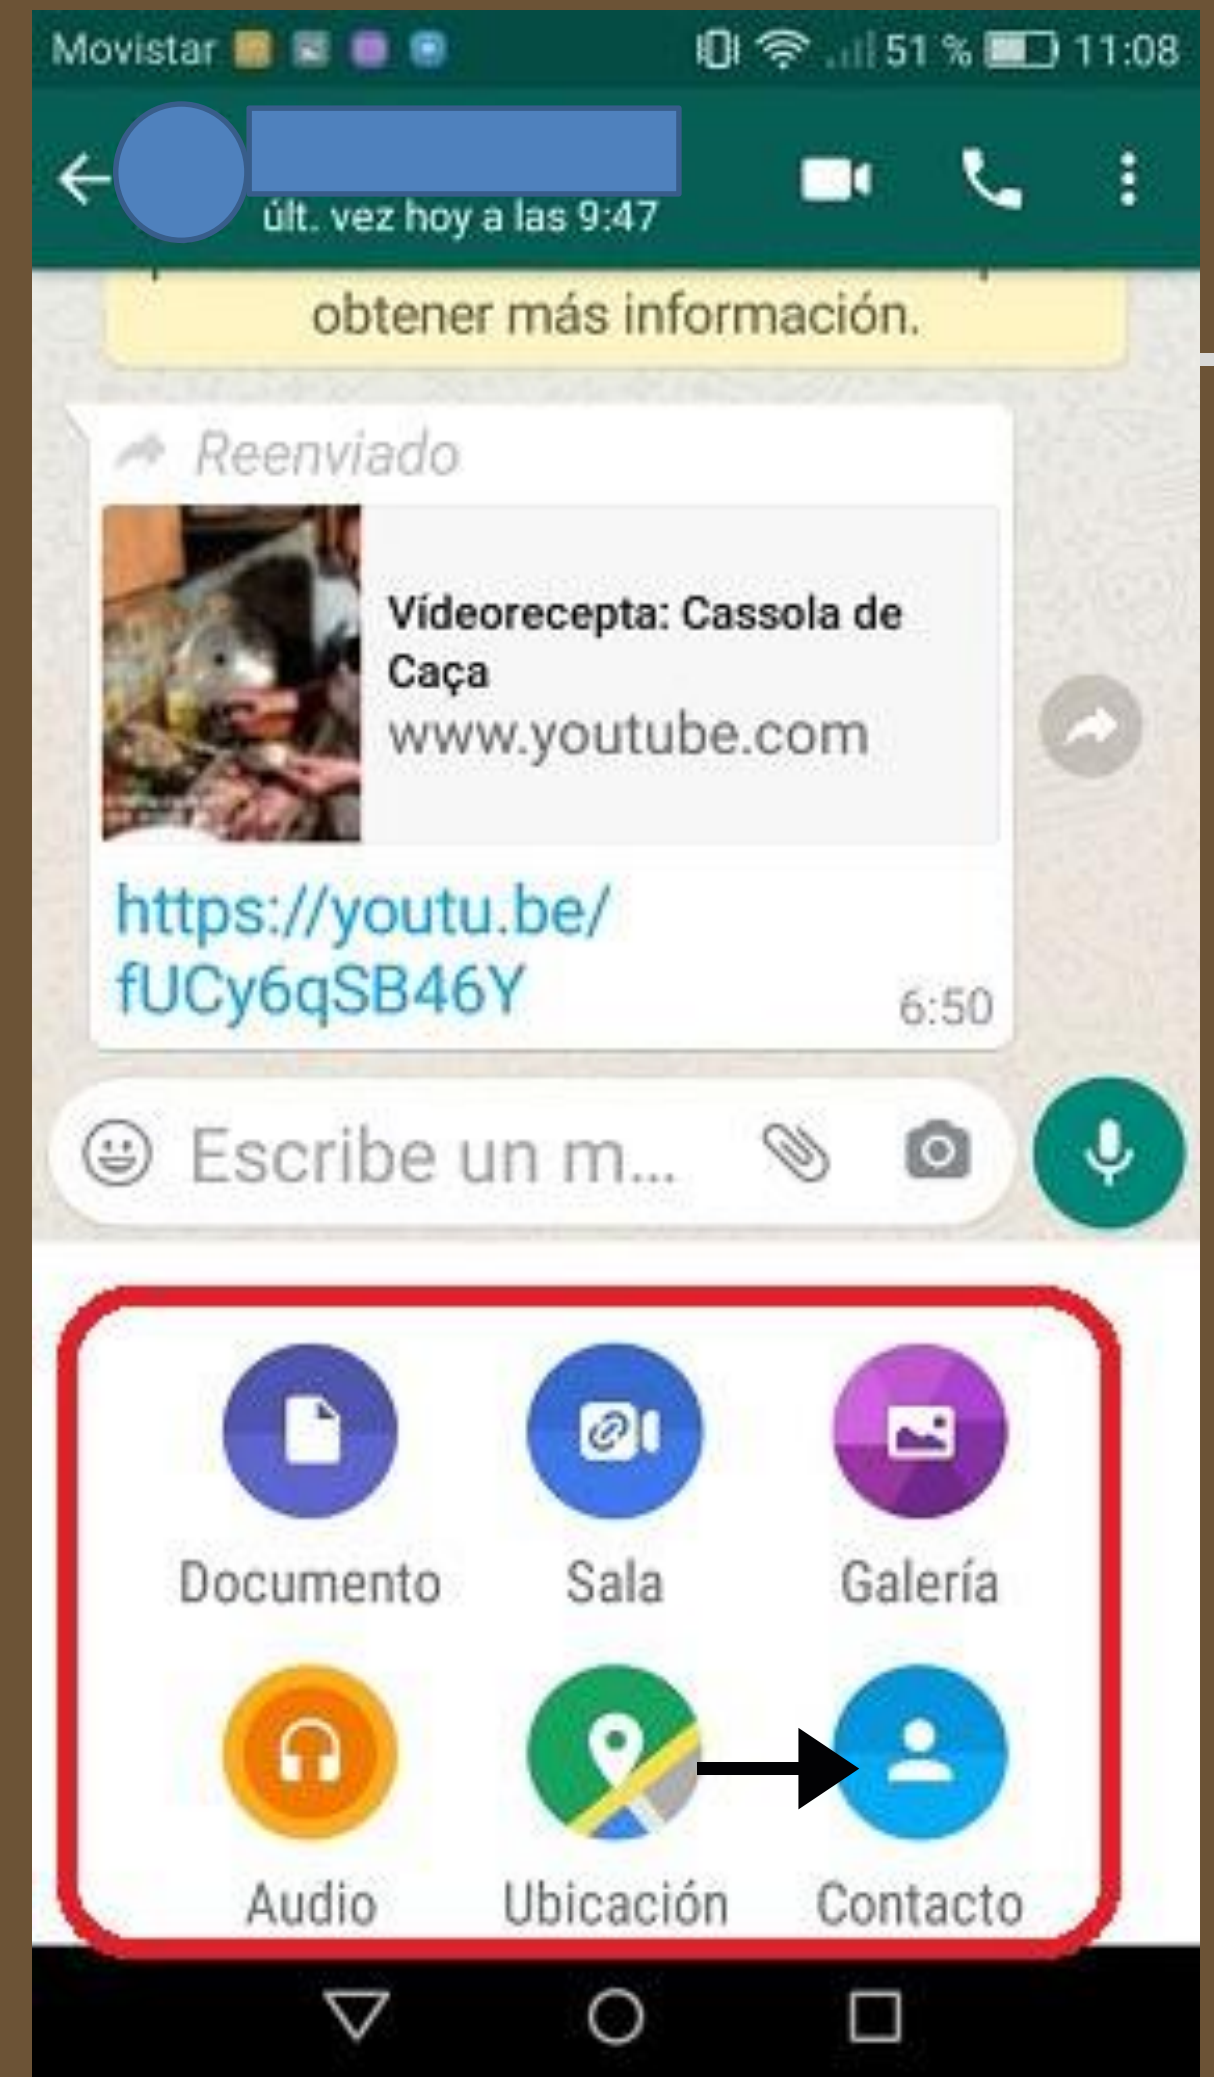 Movistar 51 % 11:08
últ. vez hoy a las 9:47
obtener más información.
Reenviado
Vídeorecepta: Cassola de
Caça
www.youtube.com
https://youtu.be/
fUCy6qSB46Y
6:50
Escribe un m...
Documento Sala Galería
Audio Ubicación Contacto